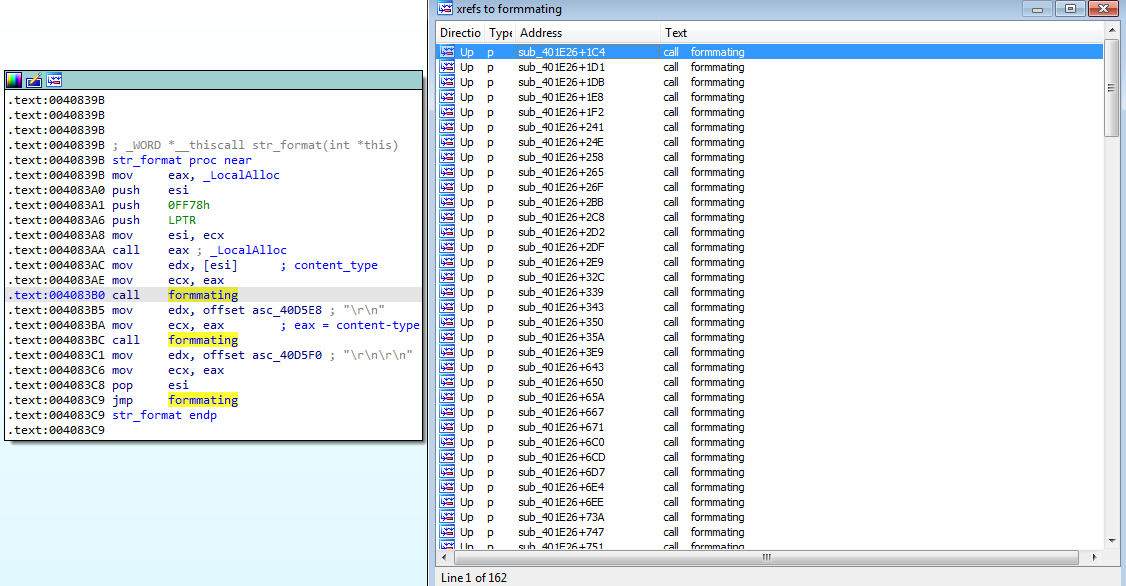 .text:0040839B
.text:0040839B
.text:0040839B
.text:0040839B ; _WORD *__thiscall str_format(int *this)
.text:0040839B str_format proc near
.text:0040839B mov eax, _LocalAlloc
.text:004083A0 push esi
.text:004083A1 push 0FF78h
.text:004083A6 push LPTR
.text:004083A8 mov esi, ecx
.text:004083AA call eax ; _LocalAlloc
.text:004083AC mov edx, [esi] ; content_type
.text:004083AE mov ecx, eax
.text:004083B0 call formmating
.text:004083B5 mov edx, offset asc_40D5E8 ; "\r\n"
.text:004083BA mov ecx, eax ; eax = content-type
.text:004083BC call formmating
.text:004083C1 mov edx, offset asc_40D5F0 ; "\r\n\r\n"
.text:004083C6 mov ecx, eax
.text:004083C8 pop esi
.text:004083C9 jmp formmating
.text:004083C9 str_format endp
.text:004083C9
xrefs to formmating
Directio Type Address Text
Up p sub_401E26+1C4 call formmating
Up p sub_401E26+1D1 call formmating
Up p sub_401E26+1DB call formmating
Up p sub_401E26+1E8 call formmating
Up p sub_401E26+1F2 call formmating
Up p sub_401E26+241 call formmating
Up p sub_401E26+24E call formmating
Up p sub_401E26+258 call formmating
Up p sub_401E26+265 call formmating
Up p sub_401E26+26F call formmating
Up p sub_401E26+2BB call formmating
Up p sub_401E26+2C8 call formmating
Up p sub_401E26+2D2 call formmating
Up p sub_401E26+2DF call formmating
Up p sub_401E26+2E9 call formmating
Up p sub_401E26+32C call formmating
Up p sub_401E26+339 call formmating
Up p sub_401E26+343 call formmating
Up p sub_401E26+350 call formmating
Up p sub_401E26+35A call formmating
Up p sub_401E26+3E9 call formmating
Up p sub_401E26+643 call formmating
Up p sub_401E26+650 call formmating
Up p sub_401E26+65A call formmating
Up p sub_401E26+667 call formmating
Up p sub_401E26+671 call formmating
Up p sub_401E26+6C0 call formmating
Up p sub_401E26+6CD call formmating
Up p sub_401E26+6D7 call formmating
Up p sub_401E26+6E4 call formmating
Up p sub_401E26+6EE call formmating
Up p sub_401E26+73A call formmating
Up p sub_401E26+747 call formmating
Up p sub_401E26+751 call formmating
Line 1 of 162